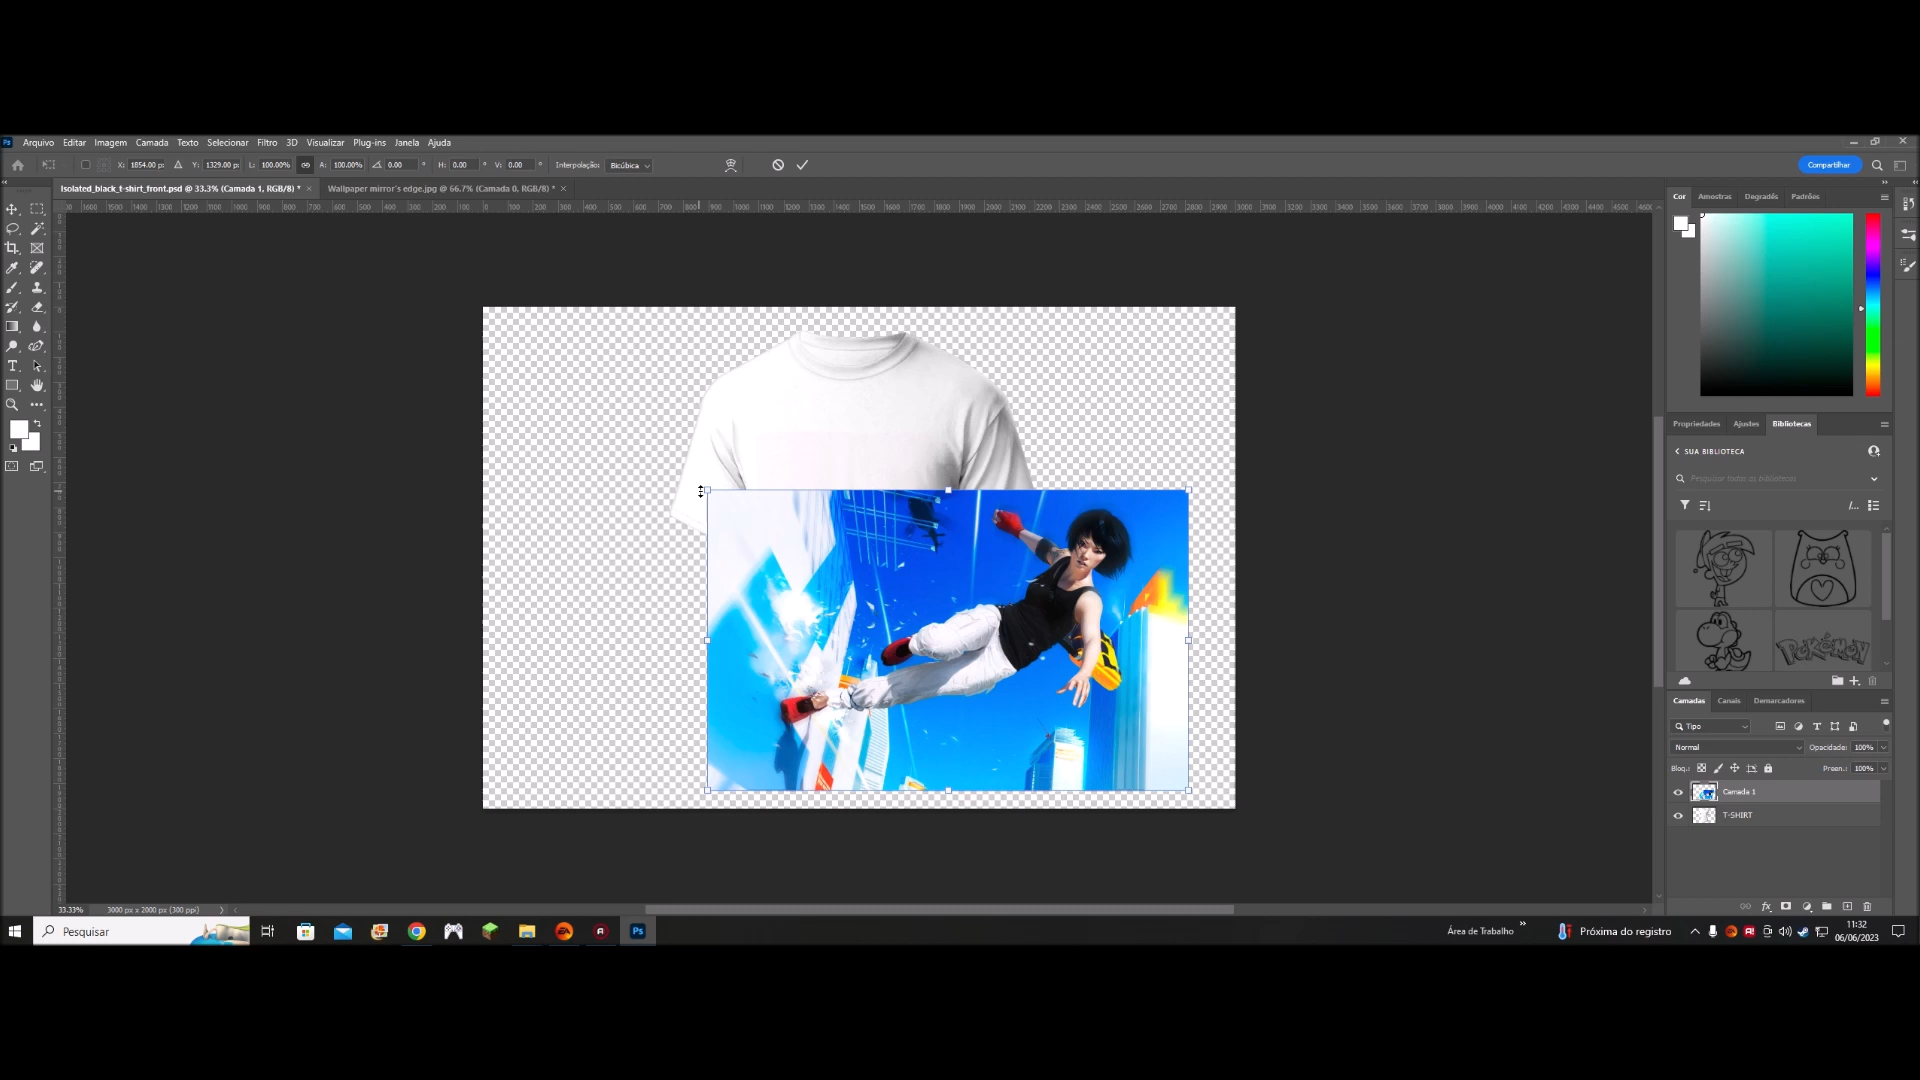 Ps Arquivo Editar Imagem Camada Texto Selecionar Filtro 3D Visualizar Plug-ins Janela Ajuda
X: 1854.00 px Y: 1329.00 px L: 100.00% A: 100.00% 0.00 ° H: 0.00 ° V: 0.00 ° Interpolação: Bicúbica Compartilhar
Isolated_black_t-shirt_front.psd @ 33.3% (Camada 1, RGB/8) * × Wallpaper mirror's edge.jpg @ 66.7% (Camada 0, RGB/8) * ×
Cor Amostras Degradês Padrões
Propriedades Ajustes Bibliotecas
SUA BIBLIOTECA
Pesquisar todas as bibliotecas
POKéMON
Camadas Canais Demarcadores
Tipo
Normal Opacidade: 100%
Bloq.: Preen.: 100%
Camada 1
T-SHIRT
33.33% 3000 px x 2000 px (300 ppi)
Pesquisar Ps Área de Trabalho Próxima do registro 11:32
06/06/2023